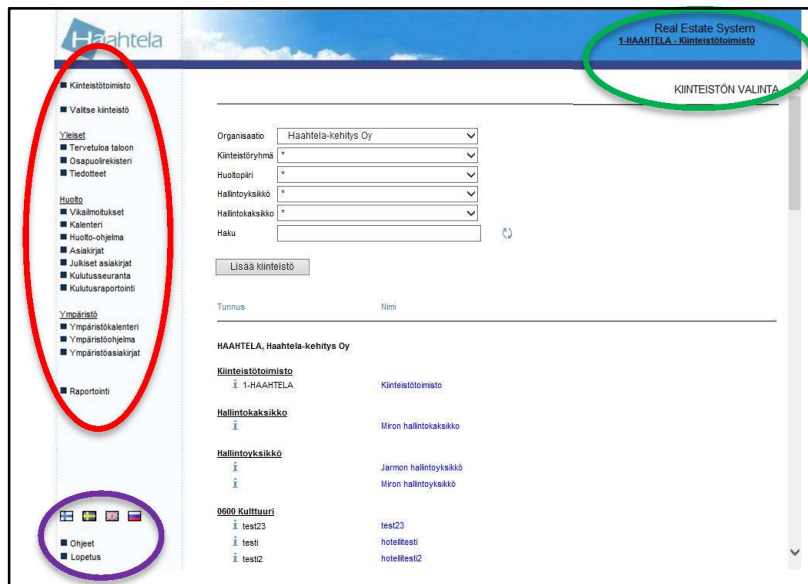 Haahtela
Real Estate System
1-HAAHTELA - Kiinteistötoimisto
Kiinteistötoimisto
Valitse kiinteistö
Yleiset
Tervetuloa taloon
Osapuolirekisteri
Tiedotteet
Huolto
Vikailmoitukset
Kalenteri
Huolto-ohjelma
Asiakirjat
Julkiset asiakirjat
Kulutusseuranta
Kulutusraportointi
Ympäristö
Ympäristökalenteri
Ympäristöohjelma
Ympäristöasiakirjat
Raportointi
Ohjeet
Lopetus
KIINTEISTÖN VALINTA
Organisaatio Haahtela-kehitys Oy
Kiinteistöryhmä *
Huoltopiiri *
Hallintoyksikkö *
Hallintokaksikko *
Haku
Lisää kiinteistö
Tunnus Nimi
HAAHTELA, Haahtela-kehitys Oy
Kiinteistötoimisto
i 1-HAAHTELA Kiinteistötoimisto
Hallintokaksikko
i Miron hallintokaksikko
Hallintoyksikkö
i Jarmon hallintoyksikkö
i Miron hallintoyksikkö
0600 Kulttuuri
i test23 test23
i testi hotellitesti
i testi2 hotellitesti2